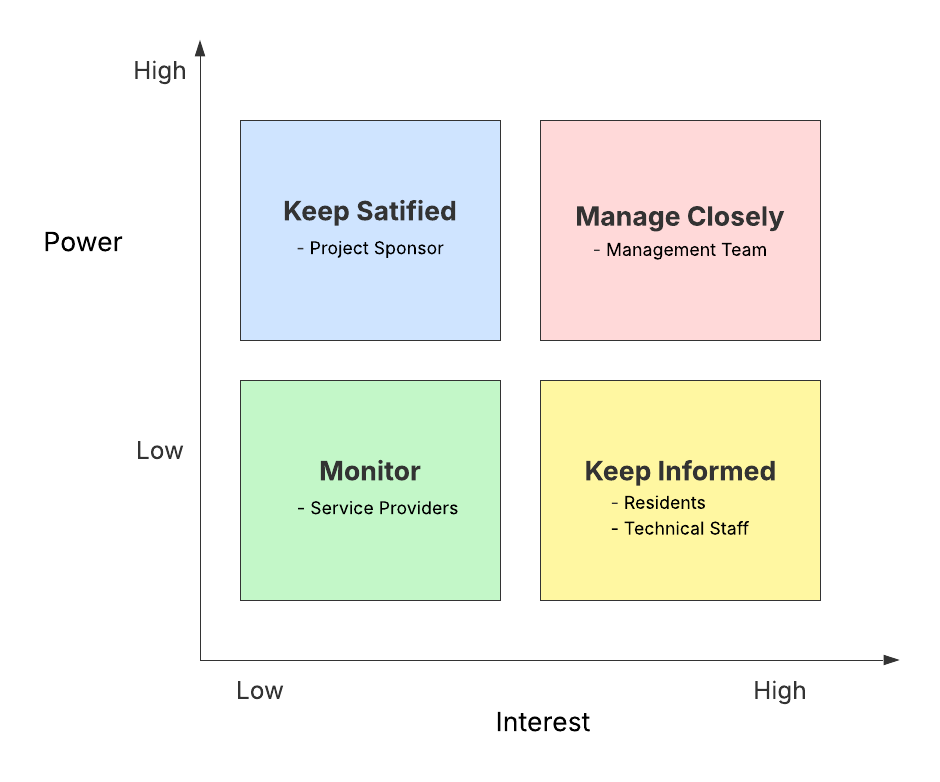 High
Power
Keep Satified
- Project Sponsor
Manage Closely
- Management Team
Low
Monitor
- Service Providers
Keep Informed
- Residents
- Technical Staff
Low
High
Interest